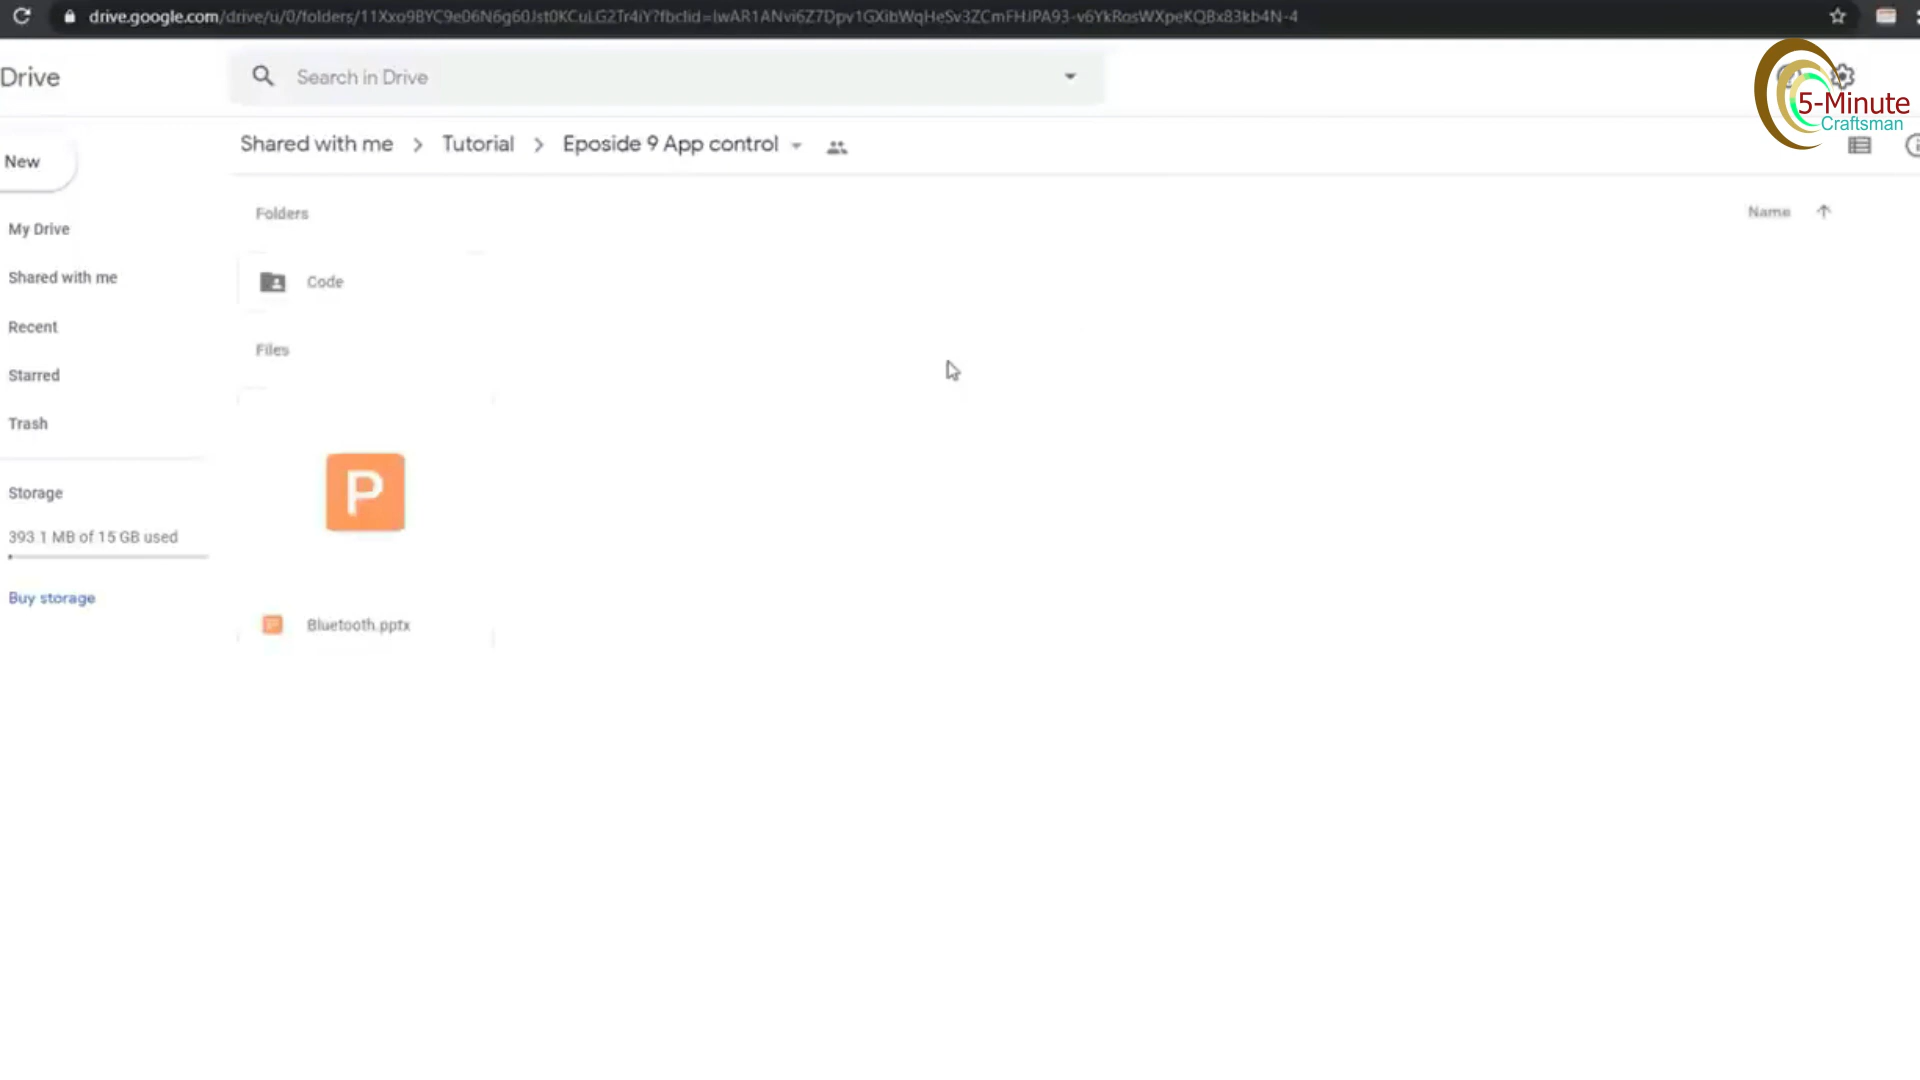 drive.google.com/drive/u/0/folders/11Xxo9BYC9e06N6g60Jst0KCuLG2Tr4iY?fbclid=IwAR1ANvi6Z7Dpv1GXibWqHeSv3ZCmFHJPA93-v6YkRosWXpeKQBx83kb4N-4
Drive
Search in Drive
5-Minute
Craftsman
New
Shared with me > Tutorial > Eposide 9 App control
My Drive
Shared with me
Recent
Starred
Trash
Storage
393.1 MB of 15 GB used
Buy storage
Folders
Name
Code
Files
P
Bluetooth.pptx